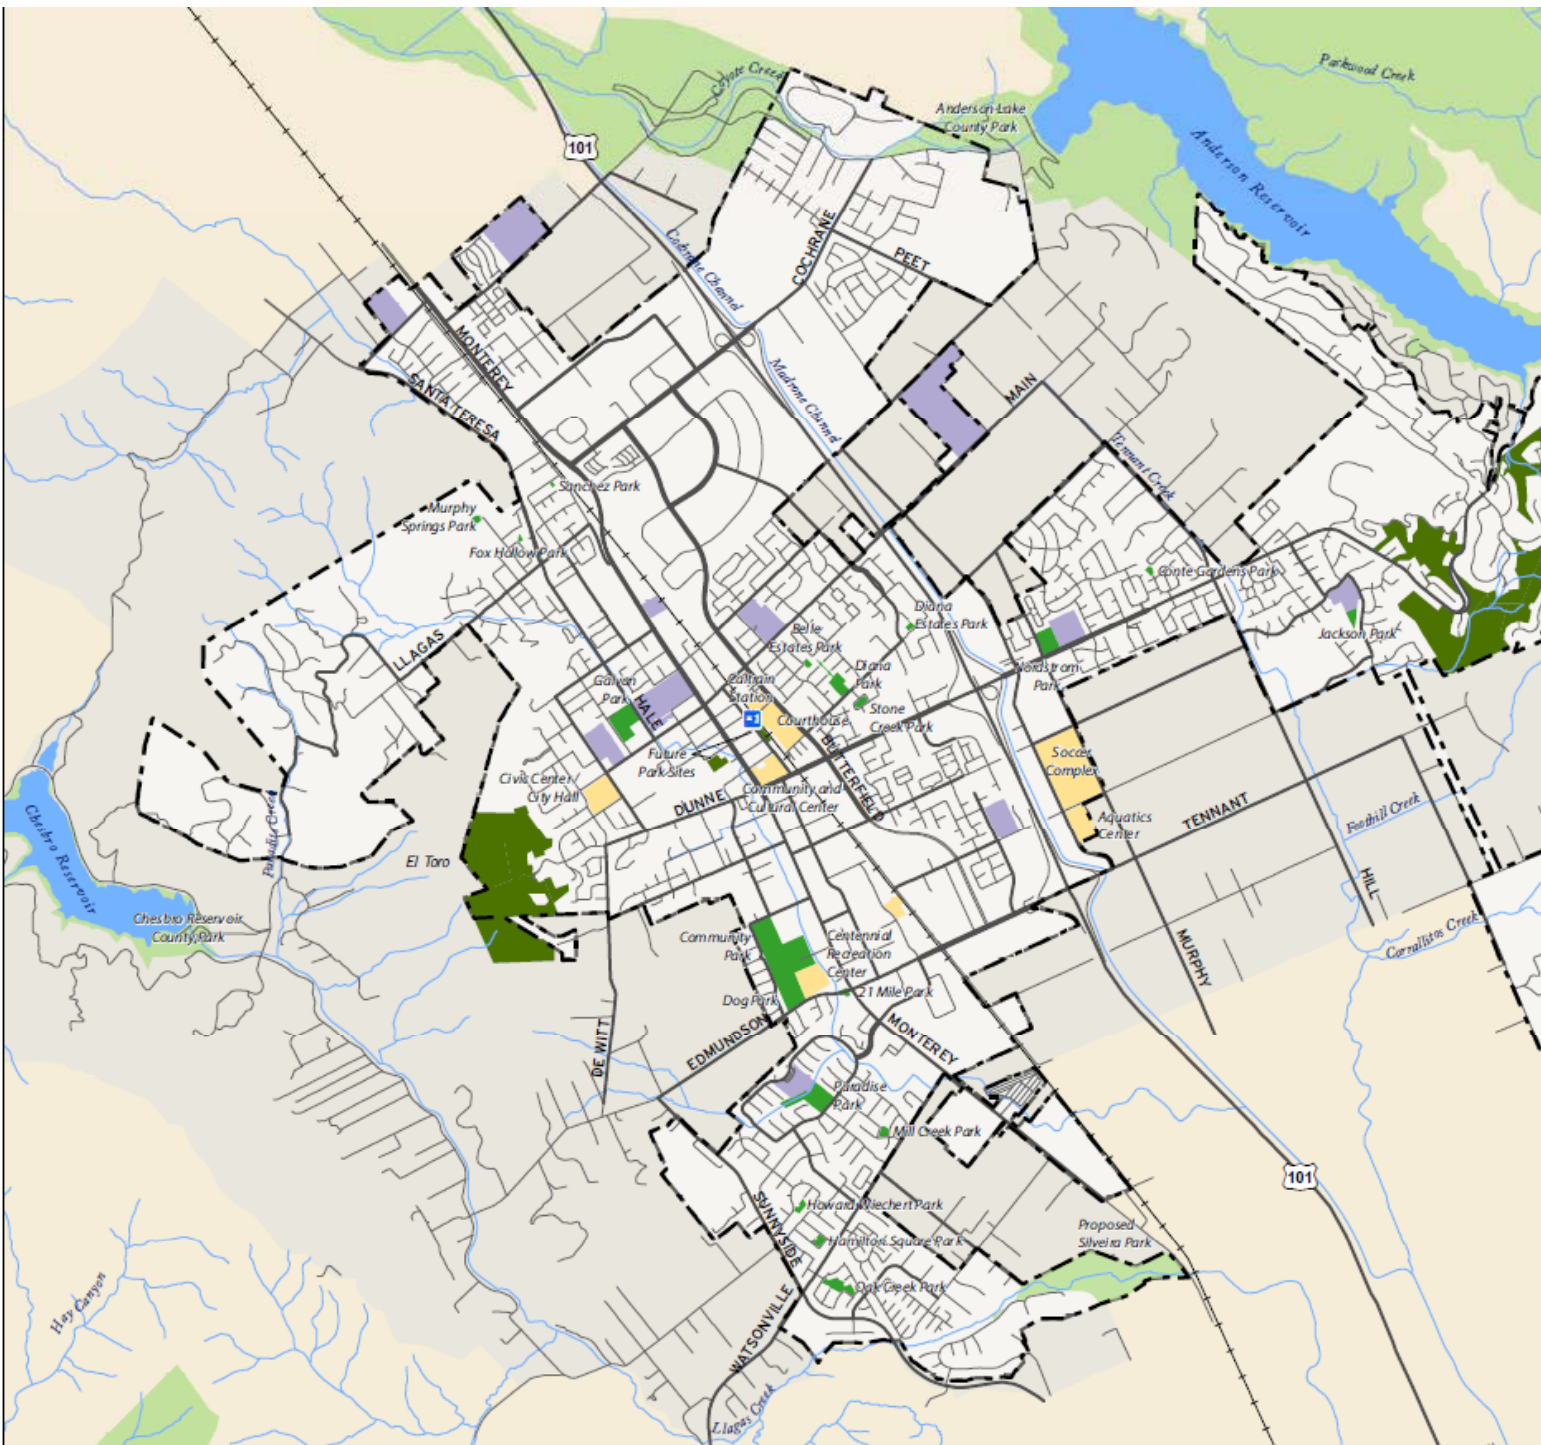 Parkwood Creek
Coyote Creek
Anderson Lake
County Park
101
Anderson Reservoir
COCHRANE
PEET
Cochrane Channel
MONTEREY
SANTA TERESA
Madrone Channel
MAIN
Tennant Creek
Sanchez Park
Murphy
Springs Park
Fox Hollow Park
Conte Gardens Park
Diana
Estates Park
Belle
Estates Park
Jackson Park
LLAGAS
Nordstrom
Park
Diana
Park
Galvan
Park
Caltrain
Station
HALE
Stone
Creek Park
Courthouse
Future
Park Sites
BUTTERFIELD
Soccer
Complex
Civic Center /
City Hall
DUNNE
Community and
Cultural Center
Aquatics
Center
TENNANT
Foothill Creek
Chesbro Reservoir
Paradise Creek
El Toro
HILL
Chesbro Reservoir
County Park
Community
Park
Centennial
Recreation
Center
Corrallitos Creek
MURPHY
Dog Park
21 Mile Park
EDMUNDSON
MONTEREY
DE WITT
Paradise
Park
Mill Creek Park
101
SUNNYSIDE
Howard Wiechert Park
Hamilton Square Park
Proposed
Silveira Park
Oak Creek Park
Hay Canyon
WATSONVILLE
Llagas Creek